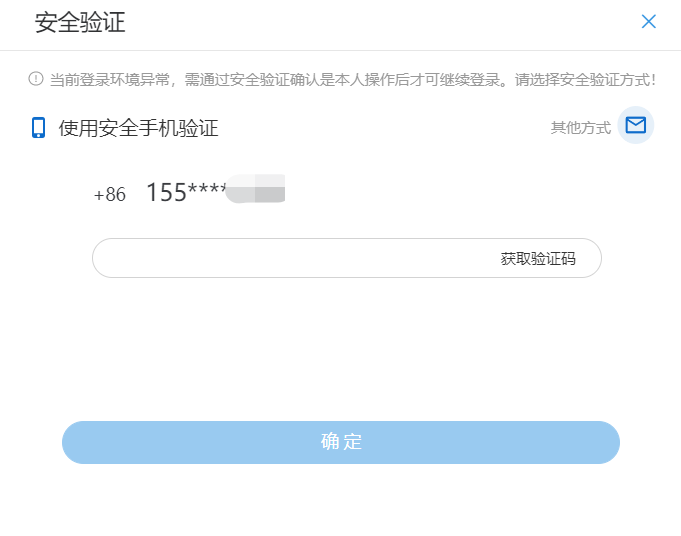 安全验证
当前登录环境异常，需通过安全验证确认是本人操作后才可继续登录。请选择安全验证方式！
使用安全手机验证 其他方式
+86 155****
获取验证码
确定